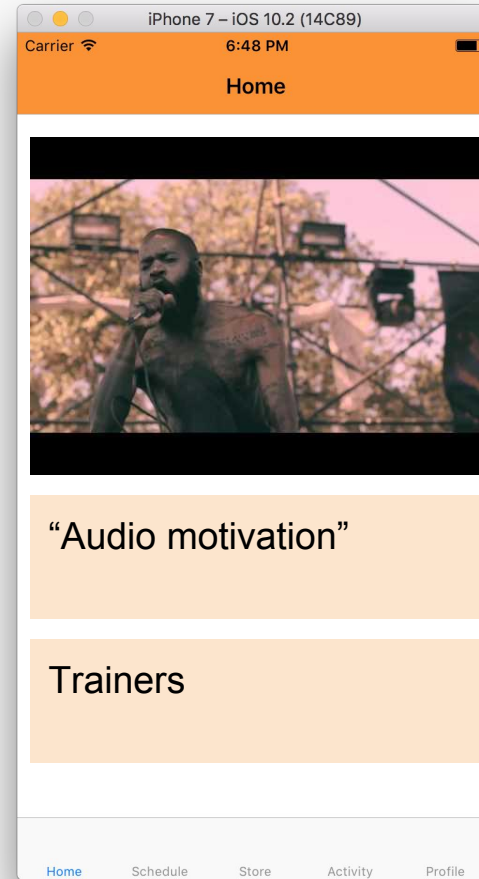 iPhone 7 – iOS 10.2 (14C89)
Carrier 6:48 PM
Home
“Audio motivation”
Trainers
Home Schedule Store Activity Profile